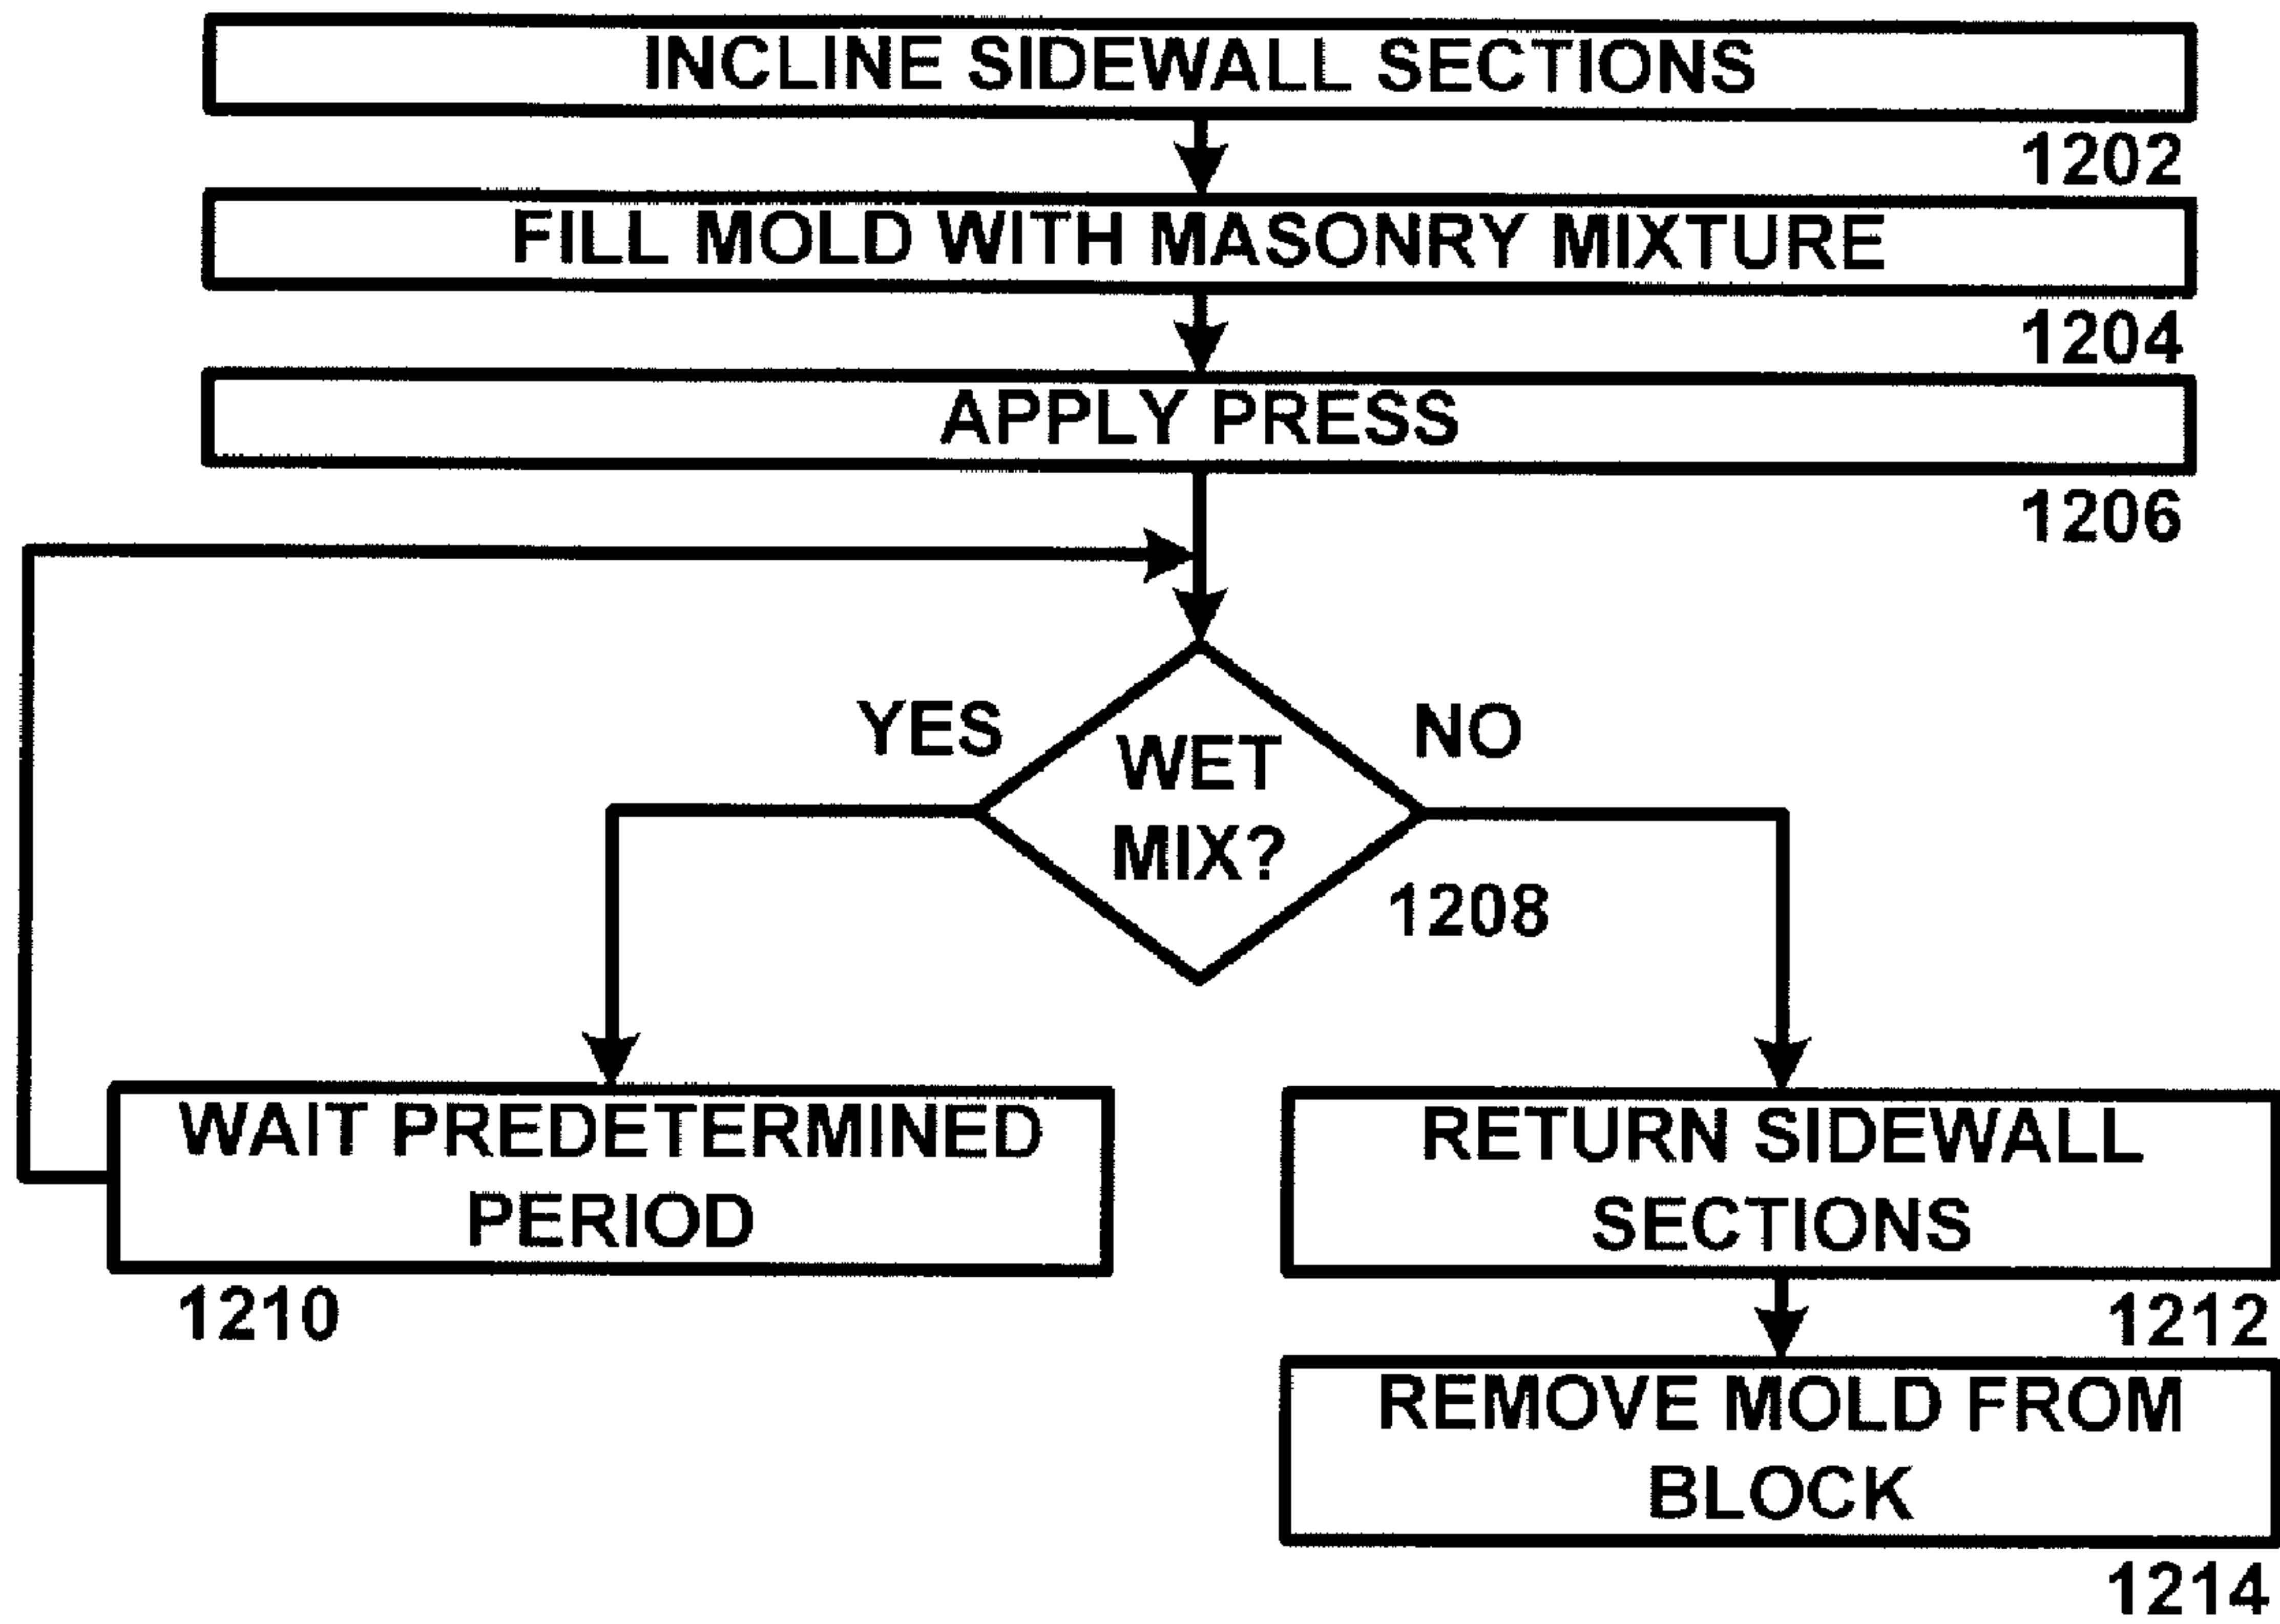 INCLINE SIDEWALL SECTIONS
1202
FILL MOLD WITH MASONRY MIXTURE
1204
APPLY PRESS
1206
YES
NO
WET
MIX?
1208
WAIT PREDETERMINED
PERIOD
1210
RETURN SIDEWALL
SECTIONS
1212
REMOVE MOLD FROM
BLOCK
1214